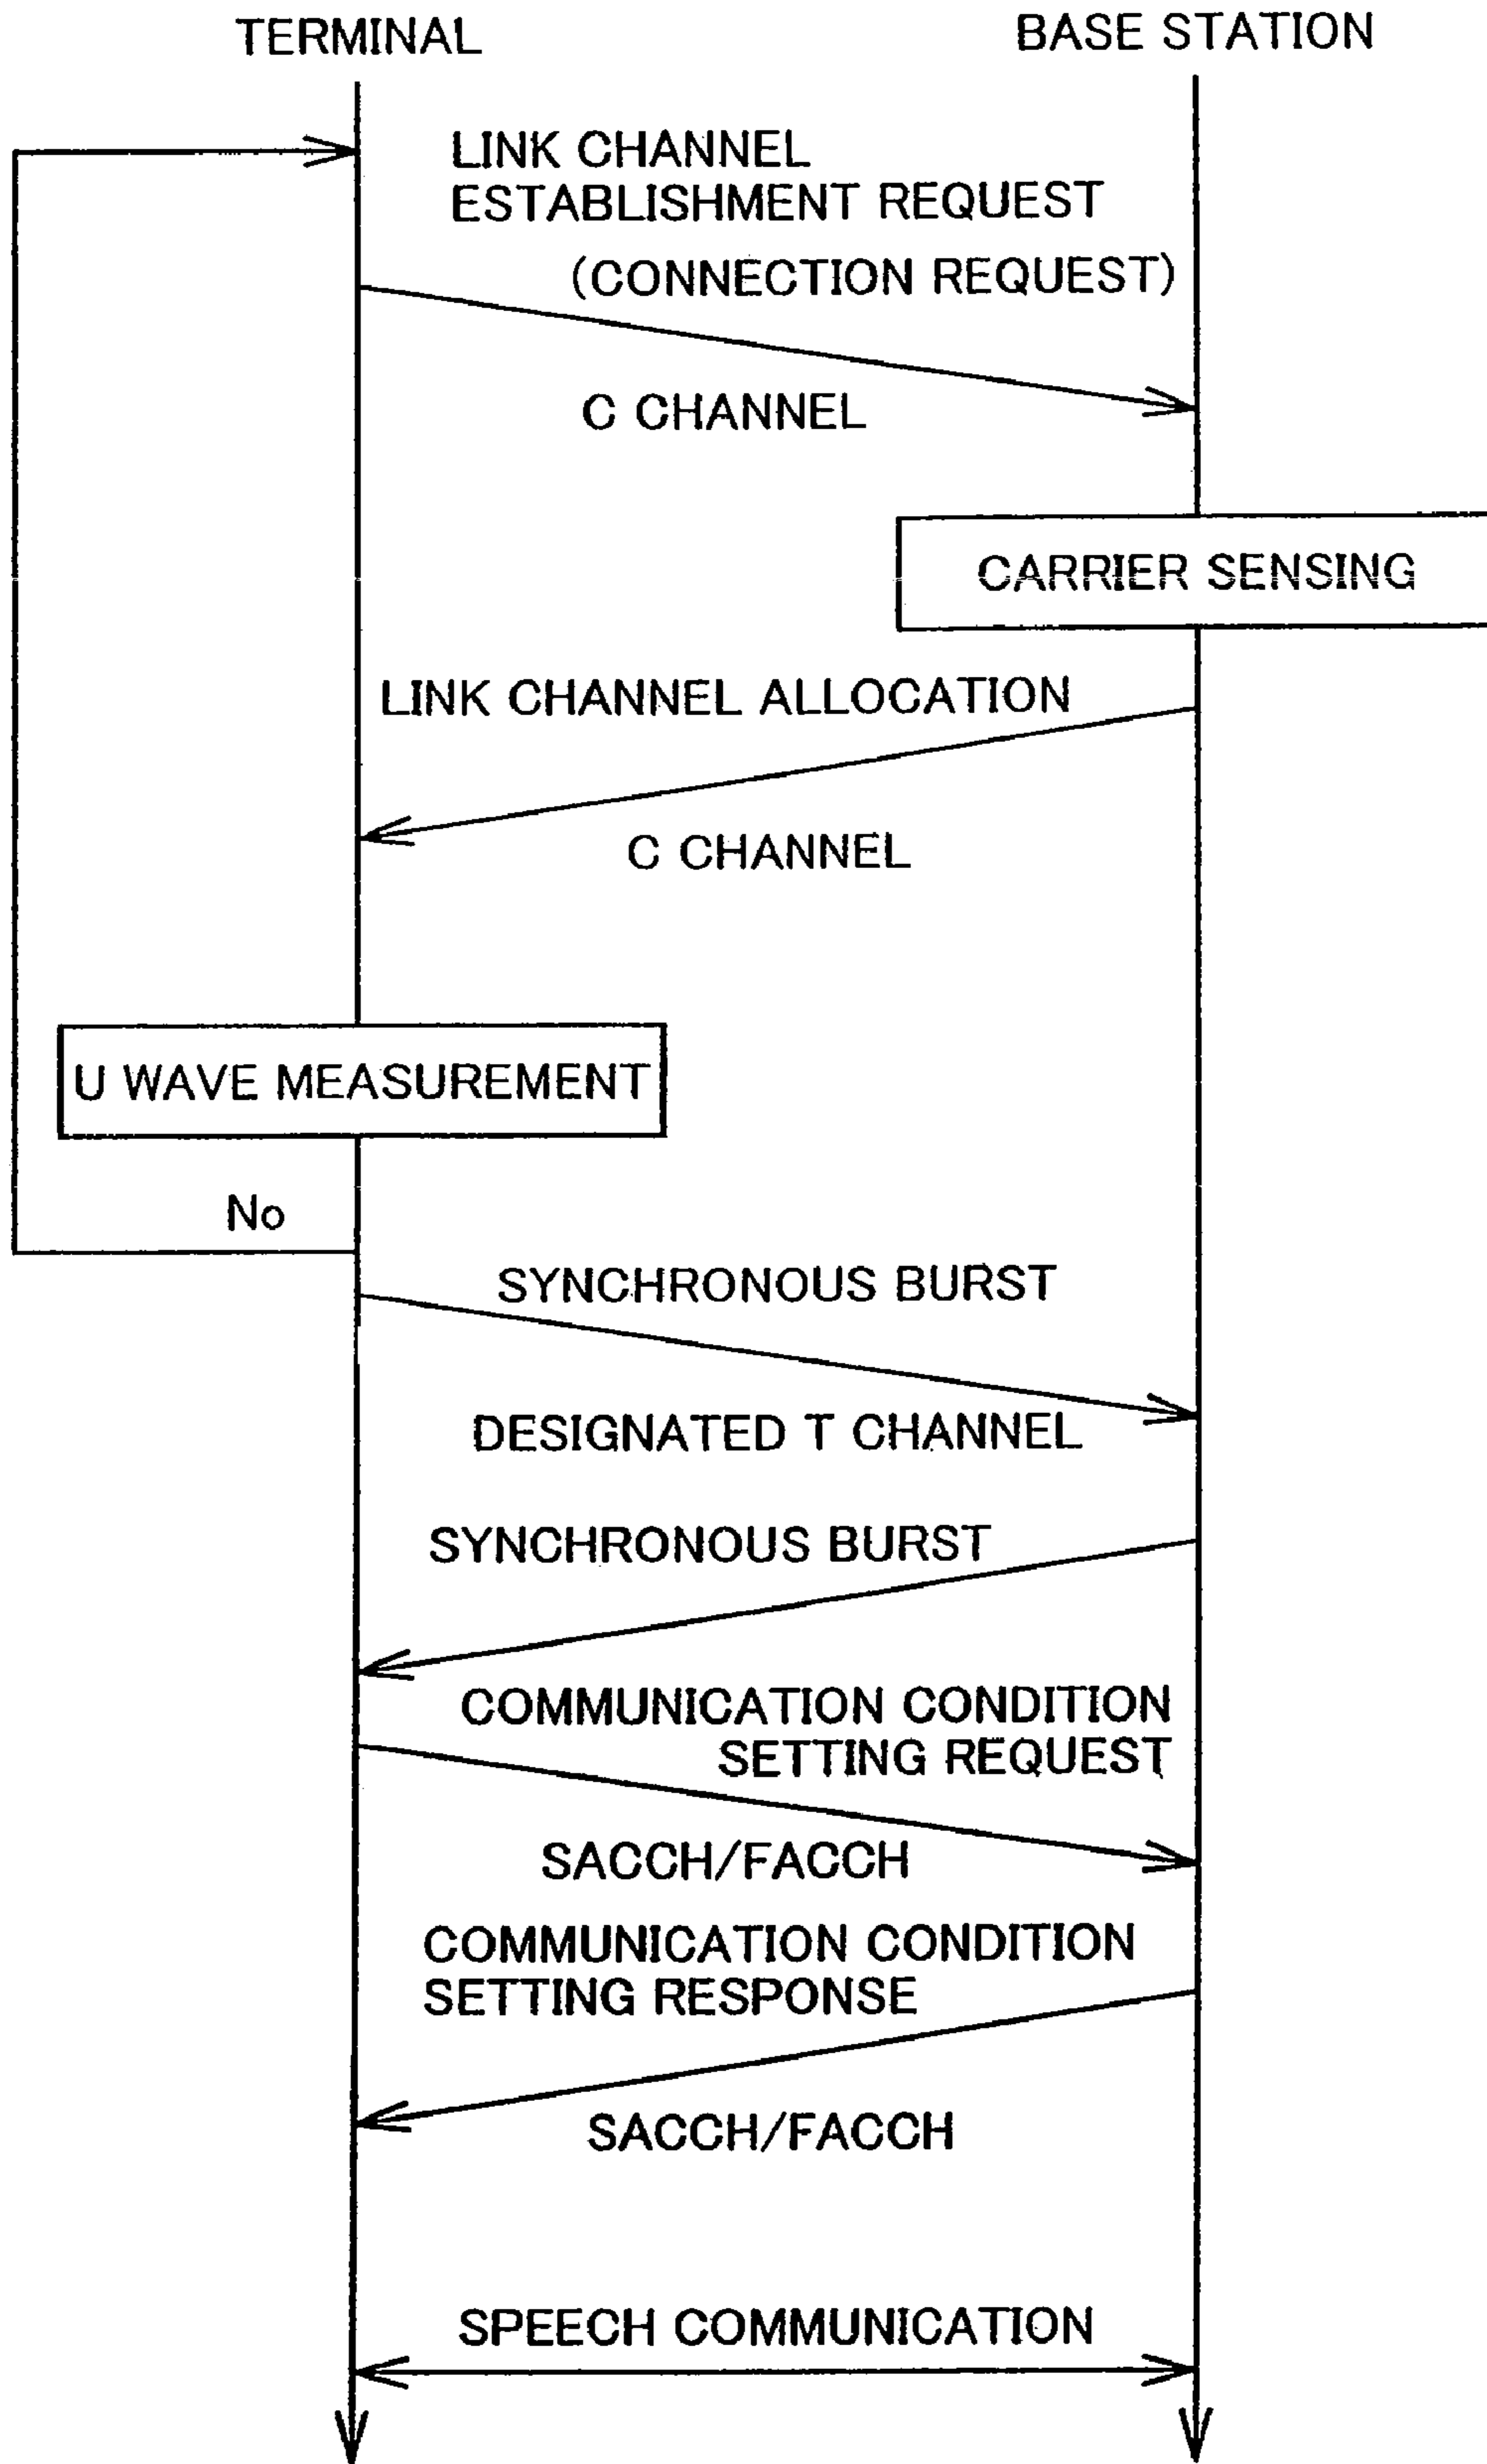 TERMINAL
BASE STATION
LINK CHANNEL
ESTABLISHMENT REQUEST
(CONNECTION REQUEST)
C CHANNEL
CARRIER SENSING
LINK CHANNEL ALLOCATION
C CHANNEL
U WAVE MEASUREMENT
No
SYNCHRONOUS BURST
DESIGNATED T CHANNEL
SYNCHRONOUS BURST
COMMUNICATION CONDITION
SETTING REQUEST
SACCH/FACCH
COMMUNICATION CONDITION
SETTING RESPONSE
SACCH/FACCH
SPEECH COMMUNICATION